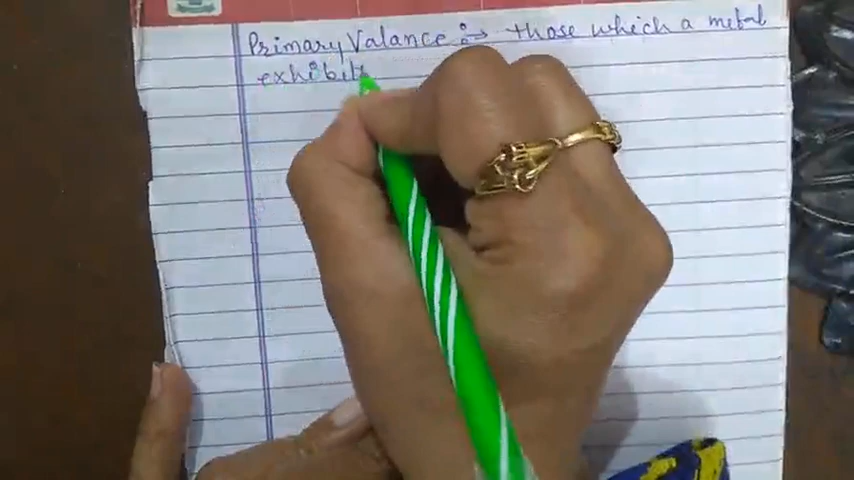 Primary Valance :→ those which a metal
exhibits